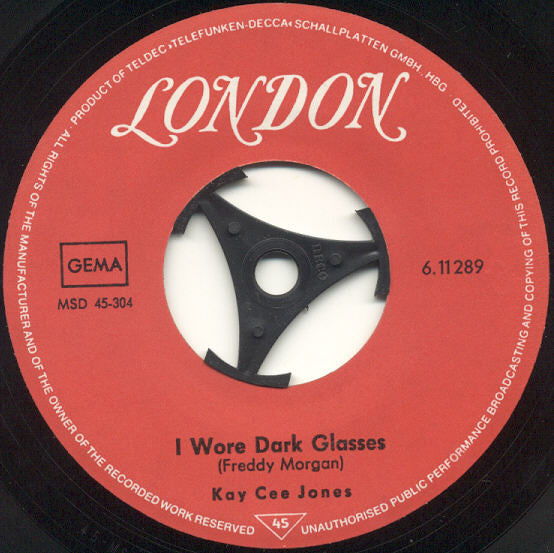 ALL RIGHTS OF THE MANUFACTURER AND OF THE OWNER OF THE RECORDED WORK RESERVED · PRODUCT OF TELDEC »TELEFUNKEN-DECCA« SCHALLPLATTEN GMBH., HBG · UNAUTHORISED PUBLIC PERFORMANCE BROADCASTING AND COPYING OF THIS RECORD PROHIBITED
LONDON
DECO
GEMA
6.11289
MSD 45-304
I Wore Dark Glasses
(Freddy Morgan)
Kay Cee Jones
45